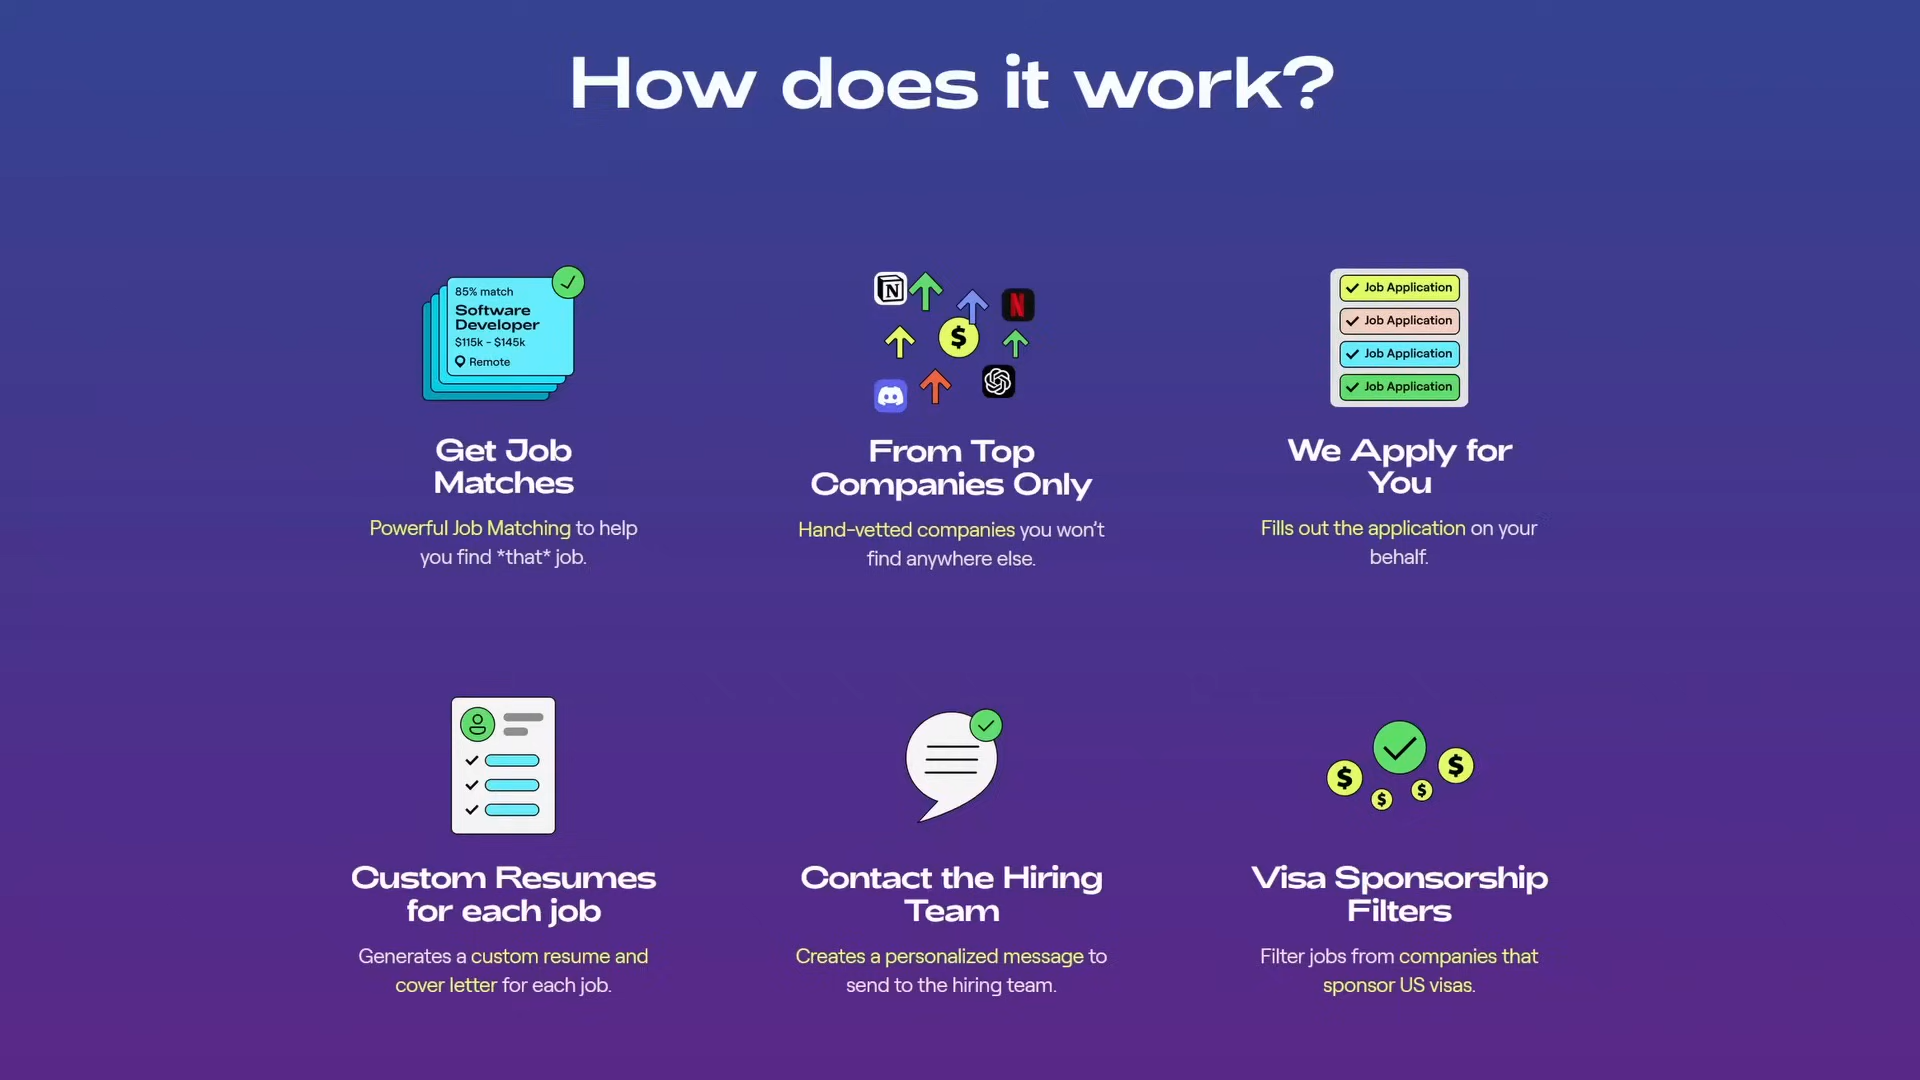 How does it work?
85% match
Software
Developer
$115k - $145k
Remote
Get Job
Matches
Powerful Job Matching to help
you find *that* job.
N
$
N
From Top
Companies Only
Hand-vetted companies you won't
find anywhere else.
Job Application
Job Application
Job Application
Job Application
We Apply for
You
Fills out the application on your
behalf.
Custom Resumes
for each job
Generates a custom resume and
cover letter for each job.
Contact the Hiring
Team
Creates a personalized message to
send to the hiring team.
$ $ $ $
Visa Sponsorship
Filters
Filter jobs from companies that
sponsor US visas.